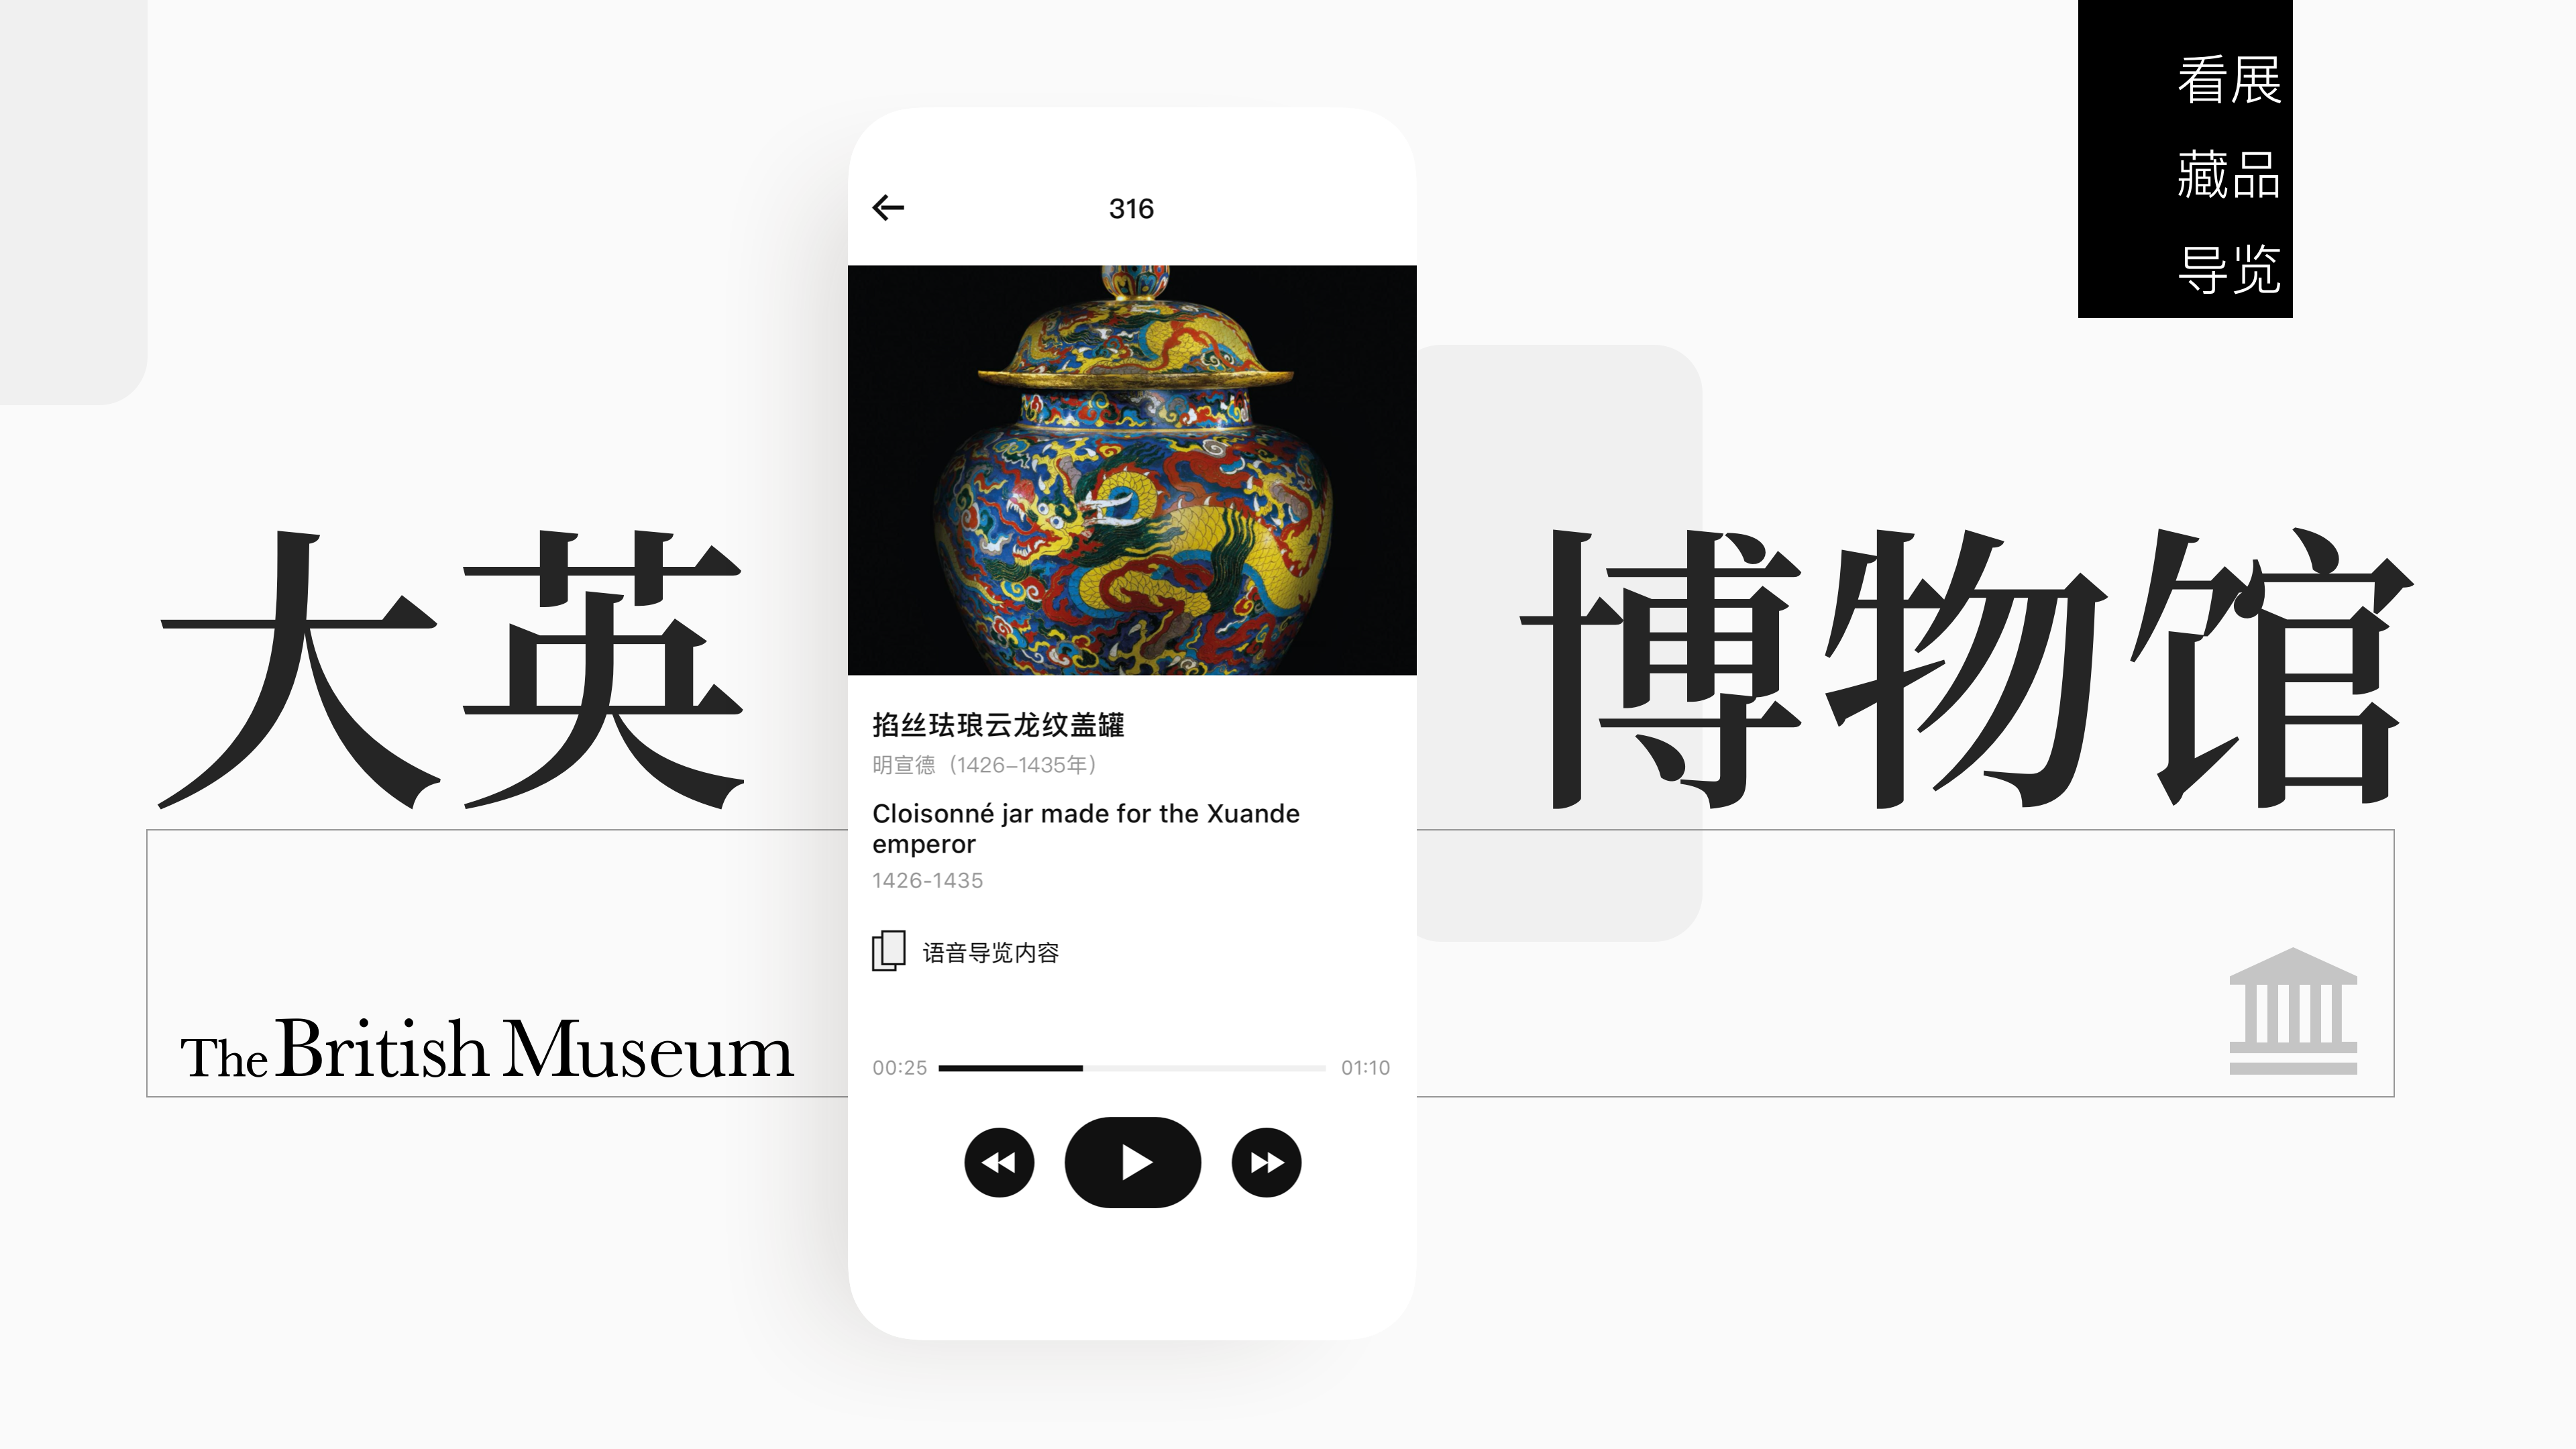 看展
藏品
导览
316
大英
博物馆
掐丝珐琅云龙纹盖罐
明宣德（1426–1435年）
Cloisonné jar made for the Xuande
emperor
1426-1435
语音导览内容
The British Museum
00:25
01:10